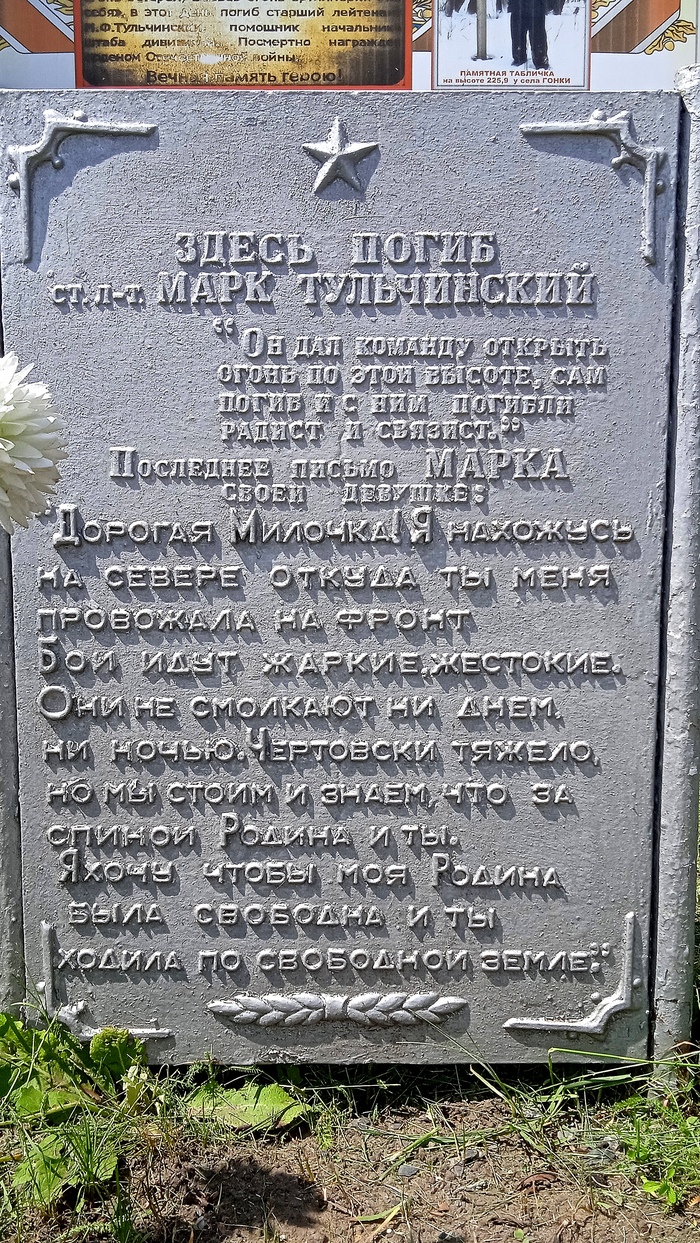 себя», в этот день погиб старший лейтенант
М.Ф.Тульчинский помощник начальника
штаба дивизиона. Посмертно награжден
орденом Отечественной войны
Вечная память герою!
ПАМЯТНАЯ ТАБЛИЧКА
на высоте 225,9 у села ГОНКИ
ЗДЕСЬ ПОГИБ
СТ. Л-Т. МАРК ТУЛЬЧИНСКИЙ
“ОН ДАЛ КОМАНДУ ОТКРЫТЬ
ОГОНЬ ПО ЭТОЙ ВЫСОТЕ, САМ
ПОГИБ И С НИМ ПОГИБЛИ
РАДИСТ И СВЯЗИСТ.”
ПОСЛЕДНЕЕ ПИСЬМО МАРКА
СВОЕЙ ДЕВУШКЕ:
ДОРОГАЯ МИЛОЧКА! Я НАХОЖУСЬ
НА СЕВЕРЕ ОТКУДА ТЫ МЕНЯ
ПРОВОЖАЛА НА ФРОНТ
БОИ ИДУТ ЖАРКИЕ, ЖЕСТОКИЕ.
ОНИ НЕ СМОЛКАЮТ НИ ДНЕМ,
НИ НОЧЬЮ. ЧЕРТОВСКИ ТЯЖЕЛО,
НО МЫ СТОИМ И ЗНАЕМ, ЧТО ЗА
СПИНОЙ РОДИНА И ТЫ.
Я ХОЧУ ЧТОБЫ МОЯ РОДИНА
БЫЛА СВОБОДНА И ТЫ
ХОДИЛА ПО СВОБОДНОЙ ЗЕМЛЕ.”